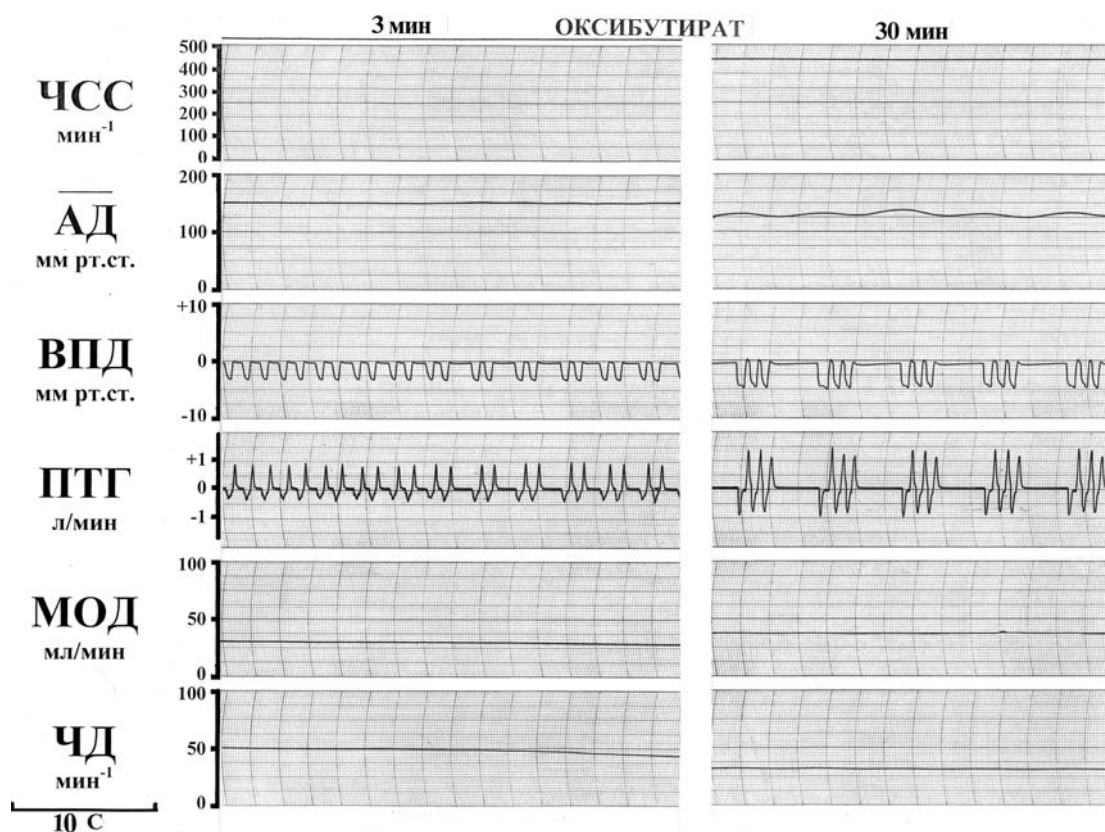 3 мин ОКСИБУТИРАТ 30 мин
ЧСС
мин⁻¹
500
400
300
200
100
0
АД
мм рт.ст.
200
100
0
ВПД
мм рт.ст.
+10
0
-10
ПТГ
л/мин
+1
0
-1
МОД
мл/мин
100
50
0
ЧД
мин⁻¹
100
50
0
10 С